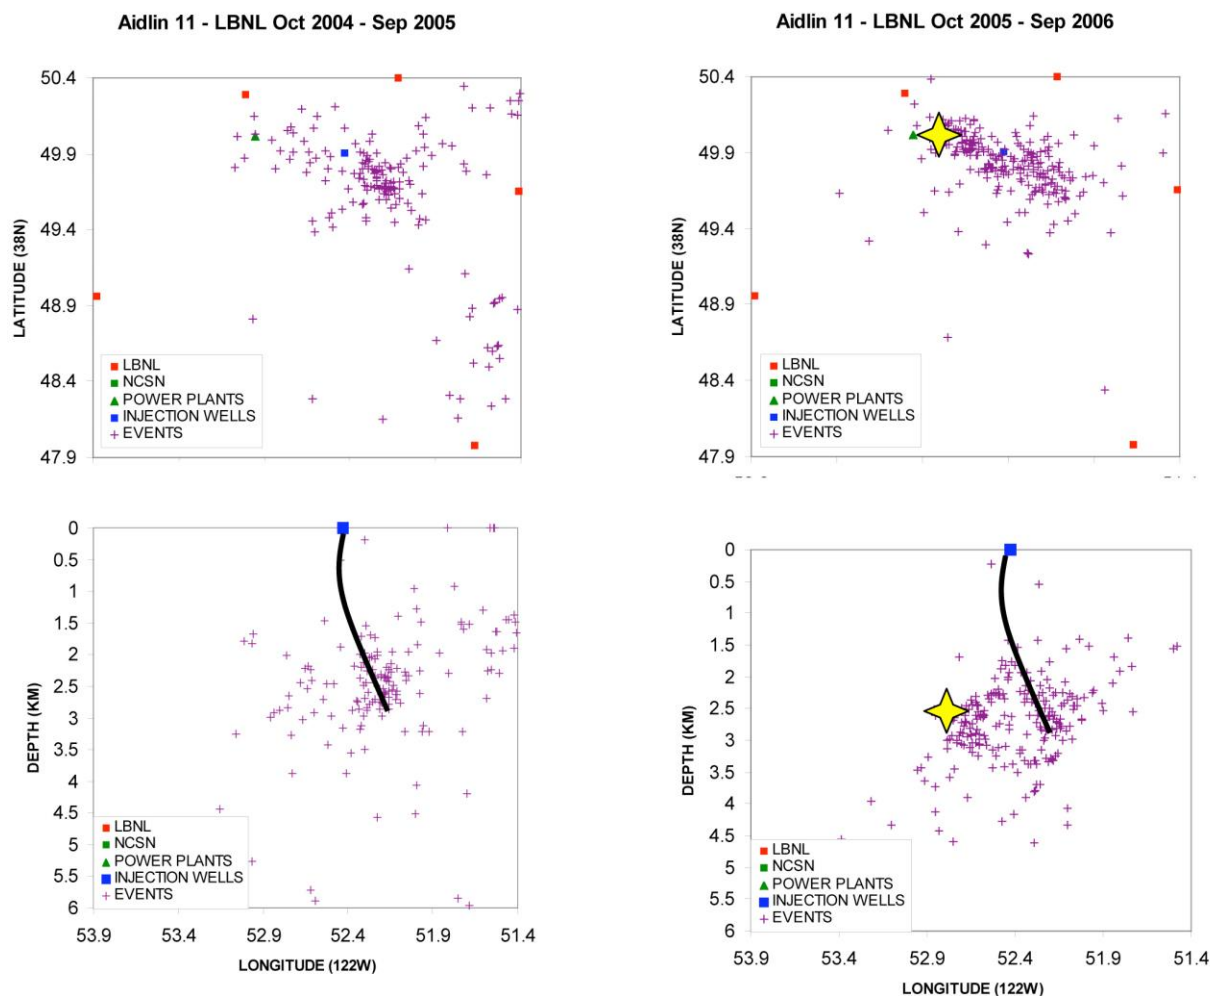 Aidlin 11 - LBNL Oct 2004 - Sep 2005
50.4
49.9
49.4
48.9
48.4
47.9
LATITUDE (38N)
LBNL
NCSN
POWER PLANTS
INJECTION WELLS
EVENTS
Aidlin 11 - LBNL Oct 2005 - Sep 2006
50.4
49.9
49.4
48.9
48.4
47.9
LATITUDE (38N)
LBNL
NCSN
POWER PLANTS
INJECTION WELLS
EVENTS
0
0.5
1
1.5
2
2.5
3
3.5
4
4.5
5
5.5
6
DEPTH (KM)
LBNL
NCSN
POWER PLANTS
INJECTION WELLS
EVENTS
53.9 53.4 52.9 52.4 51.9 51.4
LONGITUDE (122W)
0
0.5
1
1.5
2
2.5
3
3.5
4
4.5
5
5.5
6
DEPTH (KM)
LBNL
NCSN
POWER PLANTS
INJECTION WELLS
EVENTS
53.9 53.4 52.9 52.4 51.9 51.4
LONGITUDE (122W)